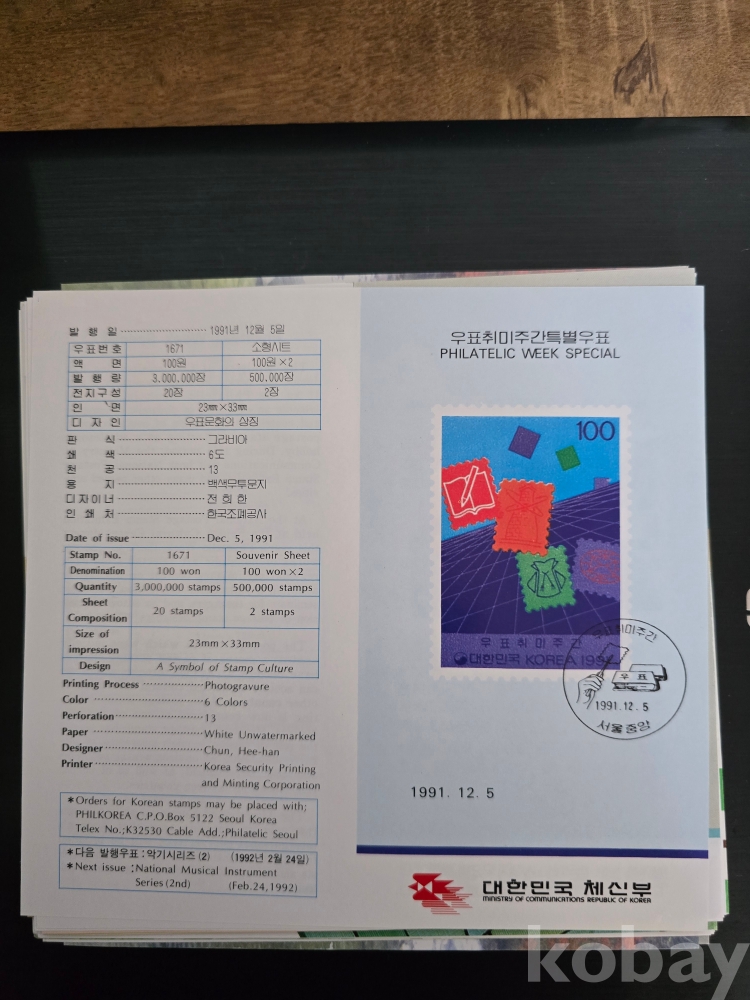 발행일 1991년 12월 5일
우표번호 1671 소형시트
액면 100원 100원×2
발행량 3,000,000장 500,000장
전지구성 20장 2장
인면 23mm×33mm
디자인 우표문화의 상징
판식 그라비아
쇄색 6도
천공 13
용지 백색무투문지
디자이너 전희한
인쇄처 한국조폐공사
Date of issue Dec. 5, 1991
Stamp No. 1671 Souvenir Sheet
Denomination 100 won 100 won×2
Quantity 3,000,000 stamps 500,000 stamps
Sheet
Composition 20 stamps 2 stamps
Size of
impression 23mm×33mm
Design A Symbol of Stamp Culture
Printing Process Photogravure
Color 6 Colors
Perforation 13
Paper White Unwatermarked
Designer Chun, Hee-han
Printer Korea Security Printing
and Minting Corporation
*Orders for Korean stamps may be placed with;
PHILKOREA C.P.O.Box 5122 Seoul Korea
Telex No.;K32530 Cable Add.;Philatelic Seoul
*다음 발행우표 : 악기시리즈 (2) (1992년 2월 24일)
*Next issue : National Musical Instrument
Series (2nd) (Feb.24,1992)
우표취미주간특별우표
PHILATELIC WEEK SPECIAL
100
우표취미주간
대한민국 KOREA
우표취미주간
우표
1991.12.5
서울중앙
1991. 12. 5
대한민국 체신부
MINISTRY OF COMMUNICATIONS REPUBLIC OF KOREA
kobay